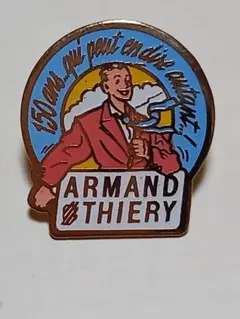 150 ans...qui peut en dire autant...!
ARMAND
THIERY